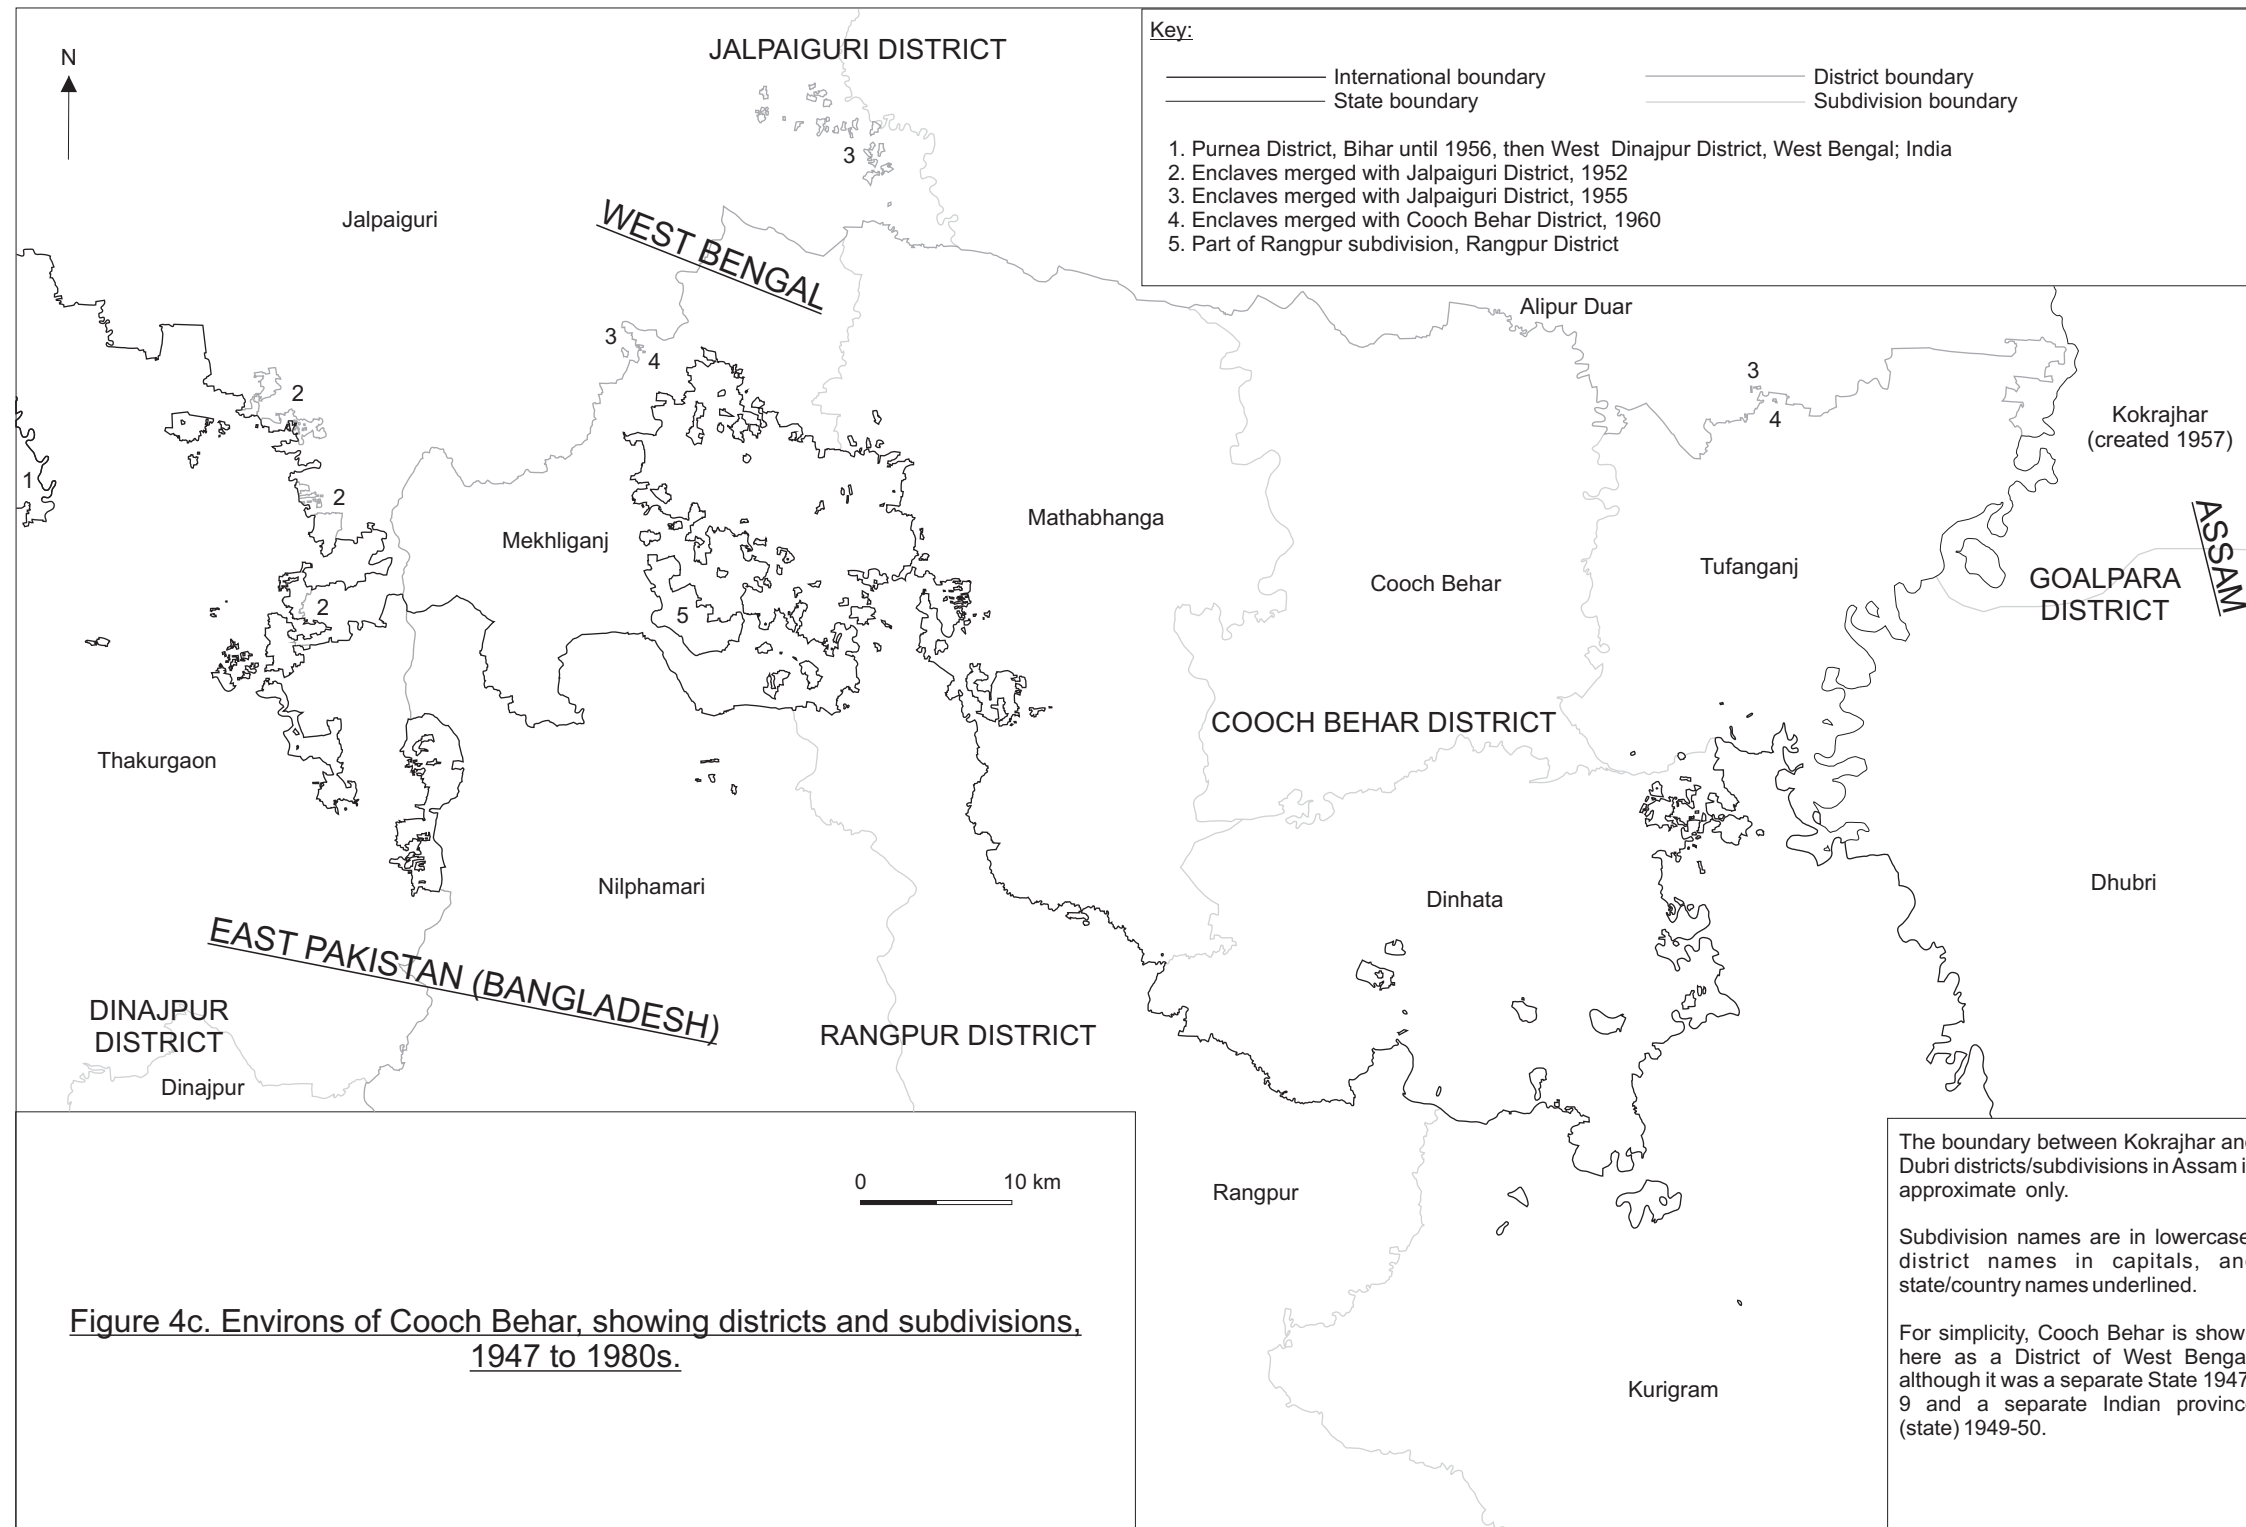 JALPAIGURI DISTRICT
N
Key:
International boundary
State boundary
District boundary
Subdivision boundary
1. Purnea District, Bihar until 1956, then West Dinajpur District, West Bengal; India
2. Enclaves merged with Jalpaiguri District, 1952
3. Enclaves merged with Jalpaiguri District, 1955
4. Enclaves merged with Cooch Behar District, 1960
5. Part of Rangpur subdivision, Rangpur District
3
Jalpaiguri
WEST BENGAL
Alipur Duar
3
4
3
4
2
Kokrajhar
(created 1957)
1
2
Mekhliganj
Mathabhanga
ASSAM
Cooch Behar
Tufanganj
GOALPARA
DISTRICT
2
5
COOCH BEHAR DISTRICT
Thakurgaon
Nilphamari
Dinhata
Dhubri
EAST PAKISTAN (BANGLADESH)
DINAJPUR
DISTRICT
RANGPUR DISTRICT
Dinajpur
0 10 km
Rangpur
Kurigram
Figure 4c. Environs of Cooch Behar, showing districts and subdivisions,
1947 to 1980s.
The boundary between Kokrajhar
Dubri districts/subdivisions in Assam
approximate only.
Subdivision names are in lowercase
district names in capitals,
state/country names underlined.
For simplicity, Cooch Behar is
here as a District of West
although it was a separate State 1947
9 and a separate Indian
(state) 1949-50.